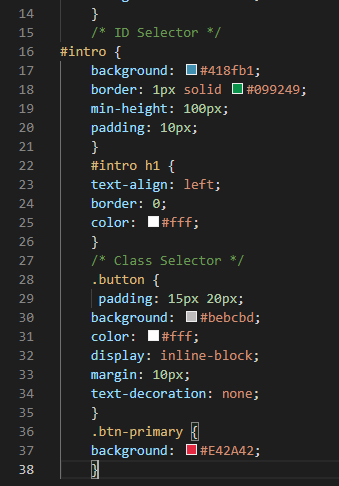 14 }
15 /* ID Selector */
16 #intro {
17 background: #418fb1;
18 border: 1px solid #099249;
19 min-height: 100px;
20 padding: 10px;
21 }
22 #intro h1 {
23 text-align: left;
24 border: 0;
25 color: #fff;
26 }
27 /* Class Selector */
28 .button {
29 padding: 15px 20px;
30 background: #bebcbd;
31 color: #fff;
32 display: inline-block;
33 margin: 10px;
34 text-decoration: none;
35 }
36 .btn-primary {
37 background: #E42A42;
38 }